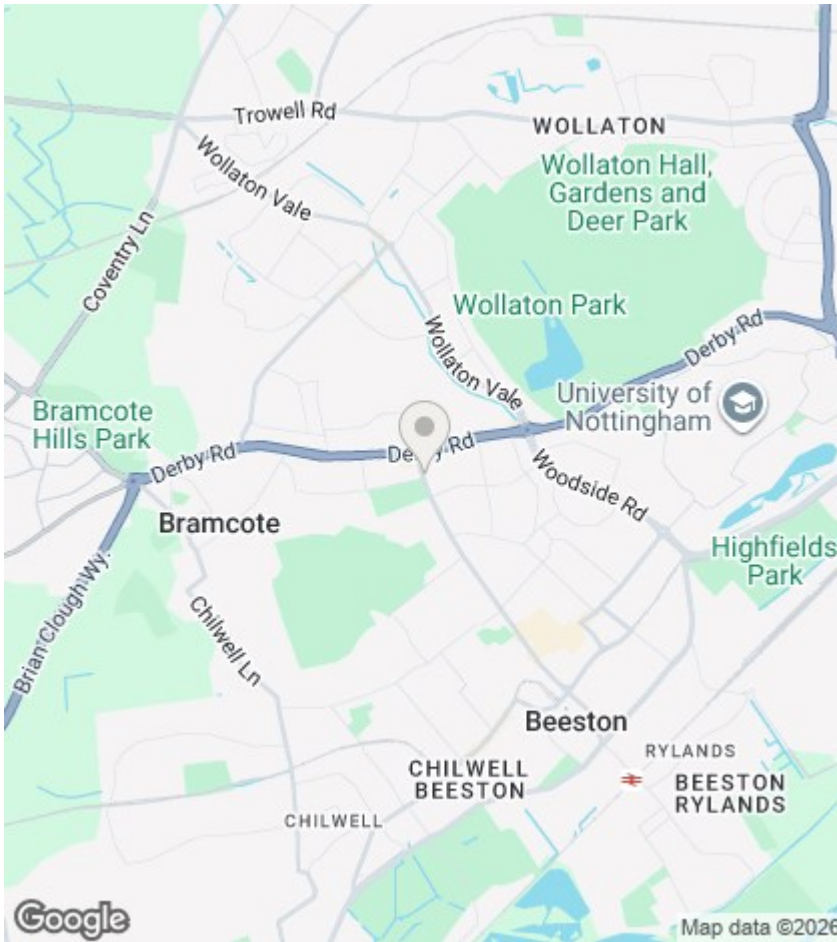 Trowell Rd
WOLLATON
Wollaton Vale
Wollaton Hall,
Gardens and
Deer Park
Coventry Ln
Wollaton Park
Derby Rd
Wollaton Vale
University of
Nottingham
Bramcote
Hills Park
Derby Rd
Derby Rd
Woodside Rd
Bramcote
Highfields
Park
Brian Clough Wy.
Chilwell Ln
Beeston
RYLANDS
CHILWELL
BEESTON
BEESTON
RYLANDS
CHILWELL
Google
Map data ©2026